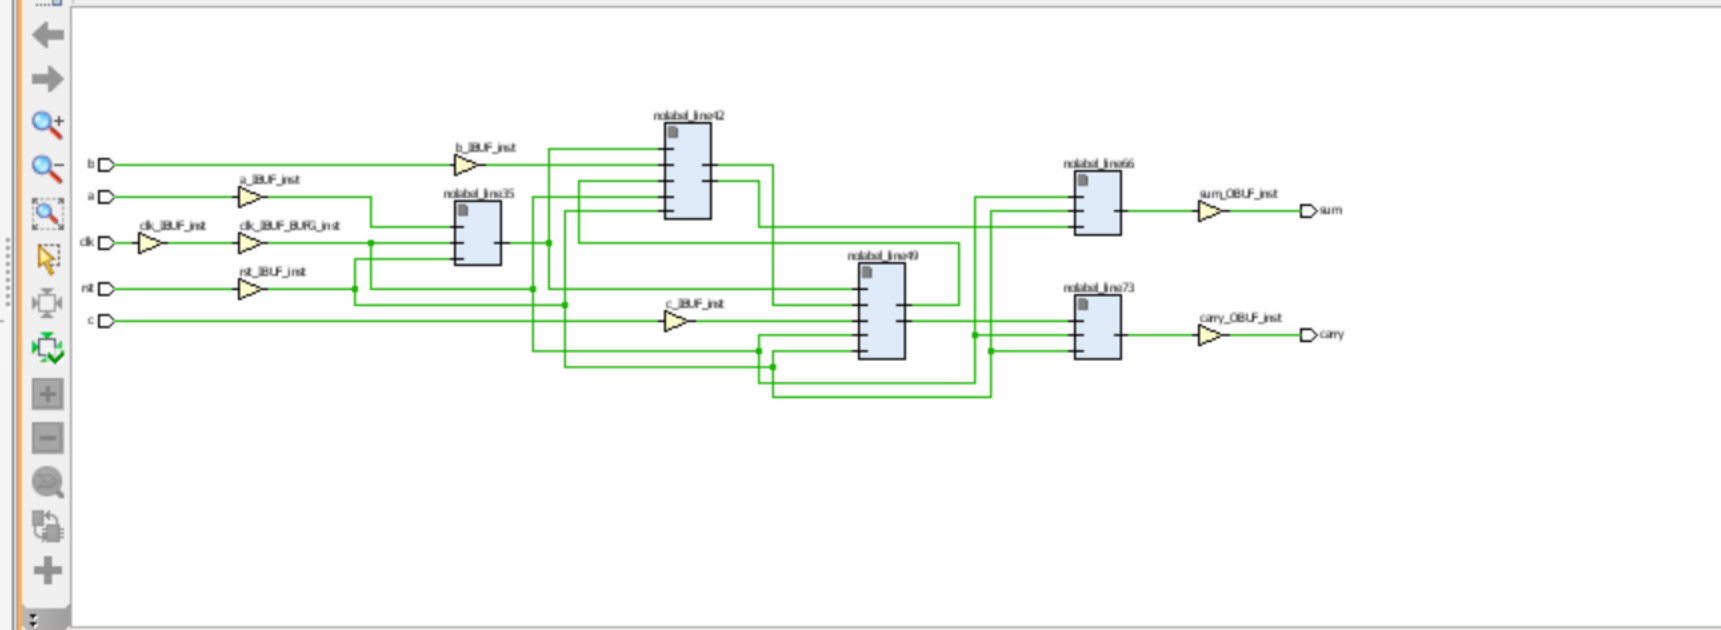 nolabel_line42
b_IBUF_inst
b
nolabel_line66
a_IBUF_inst
a
nolabel_line35
sum_OBUF_inst
sum
clk_IBUF_inst
clk_IBUF_BUFG_inst
clk
nolabel_line49
rst_IBUF_inst
rst
nolabel_line73
c_IBUF_inst
c
carry_OBUF_inst
carry